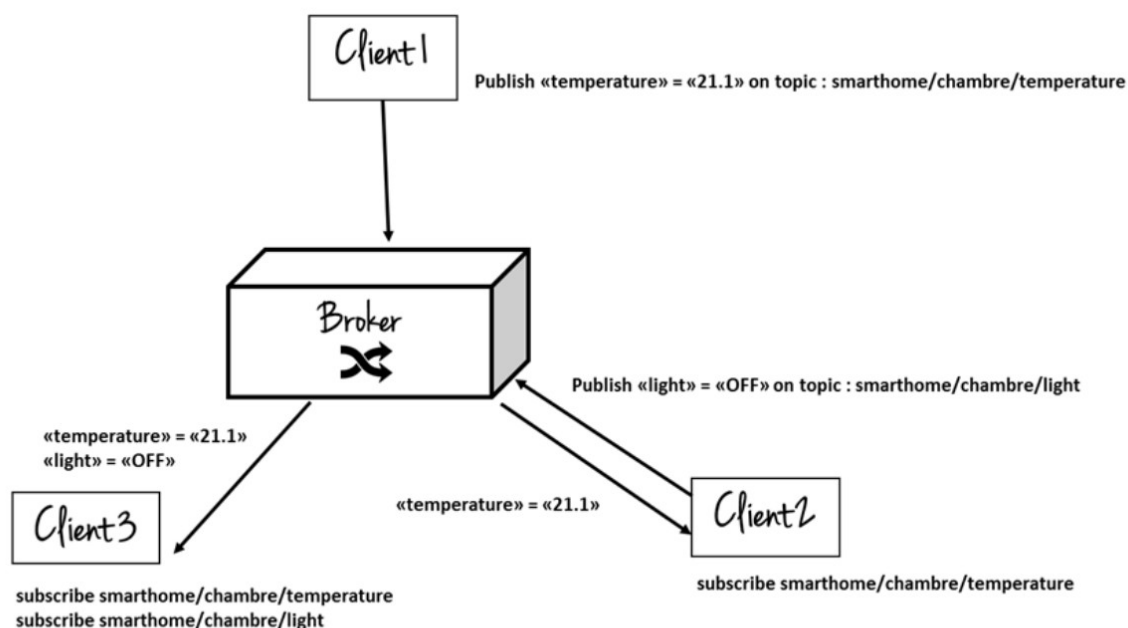 Client1
Publish «temperature» = «21.1» on topic : smarthome/chambre/temperature
Broker
Publish «light» = «OFF» on topic : smarthome/chambre/light
«temperature» = «21.1»
«light» = «OFF»
«temperature» = «21.1»
Client3
Client2
subscribe smarthome/chambre/temperature
subscribe smarthome/chambre/temperature
subscribe smarthome/chambre/light